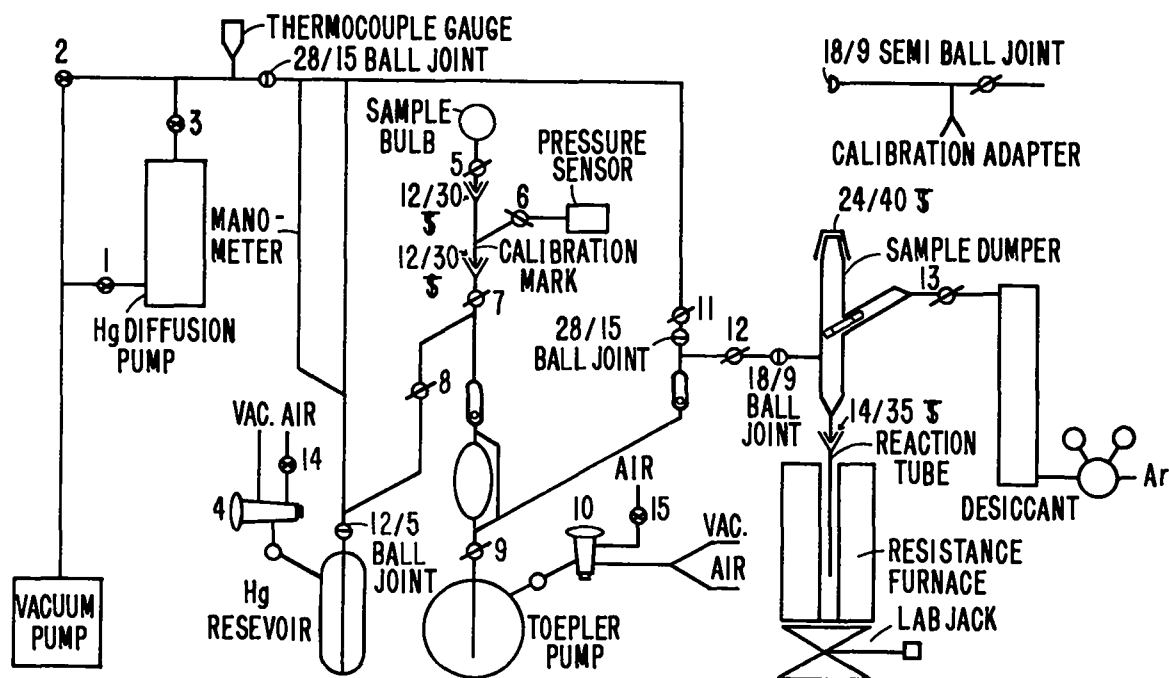 THERMOCOUPLE GAUGE
28/15 BALL JOINT
2
3
SAMPLE
BULB
5
12/30
S
6
PRESSURE
SENSOR
MANO-
METER
12/30
S
CALIBRATION
MARK
1
7
Hg DIFFUSION
PUMP
8
VAC. AIR
14
4
12/5
BALL
JOINT
Hg
RESEVOIR
VACUUM
PUMP
9
10
AIR
15
VAC.
AIR
TOEPLER
PUMP
11
28/15
BALL JOINT
12
18/9
BALL
JOINT
18/9 SEMI BALL JOINT
CALIBRATION ADAPTER
24/40 S
SAMPLE DUMPER
13
14/35 S
REACTION
TUBE
Ar
DESICCANT
RESISTANCE
FURNACE
LAB JACK